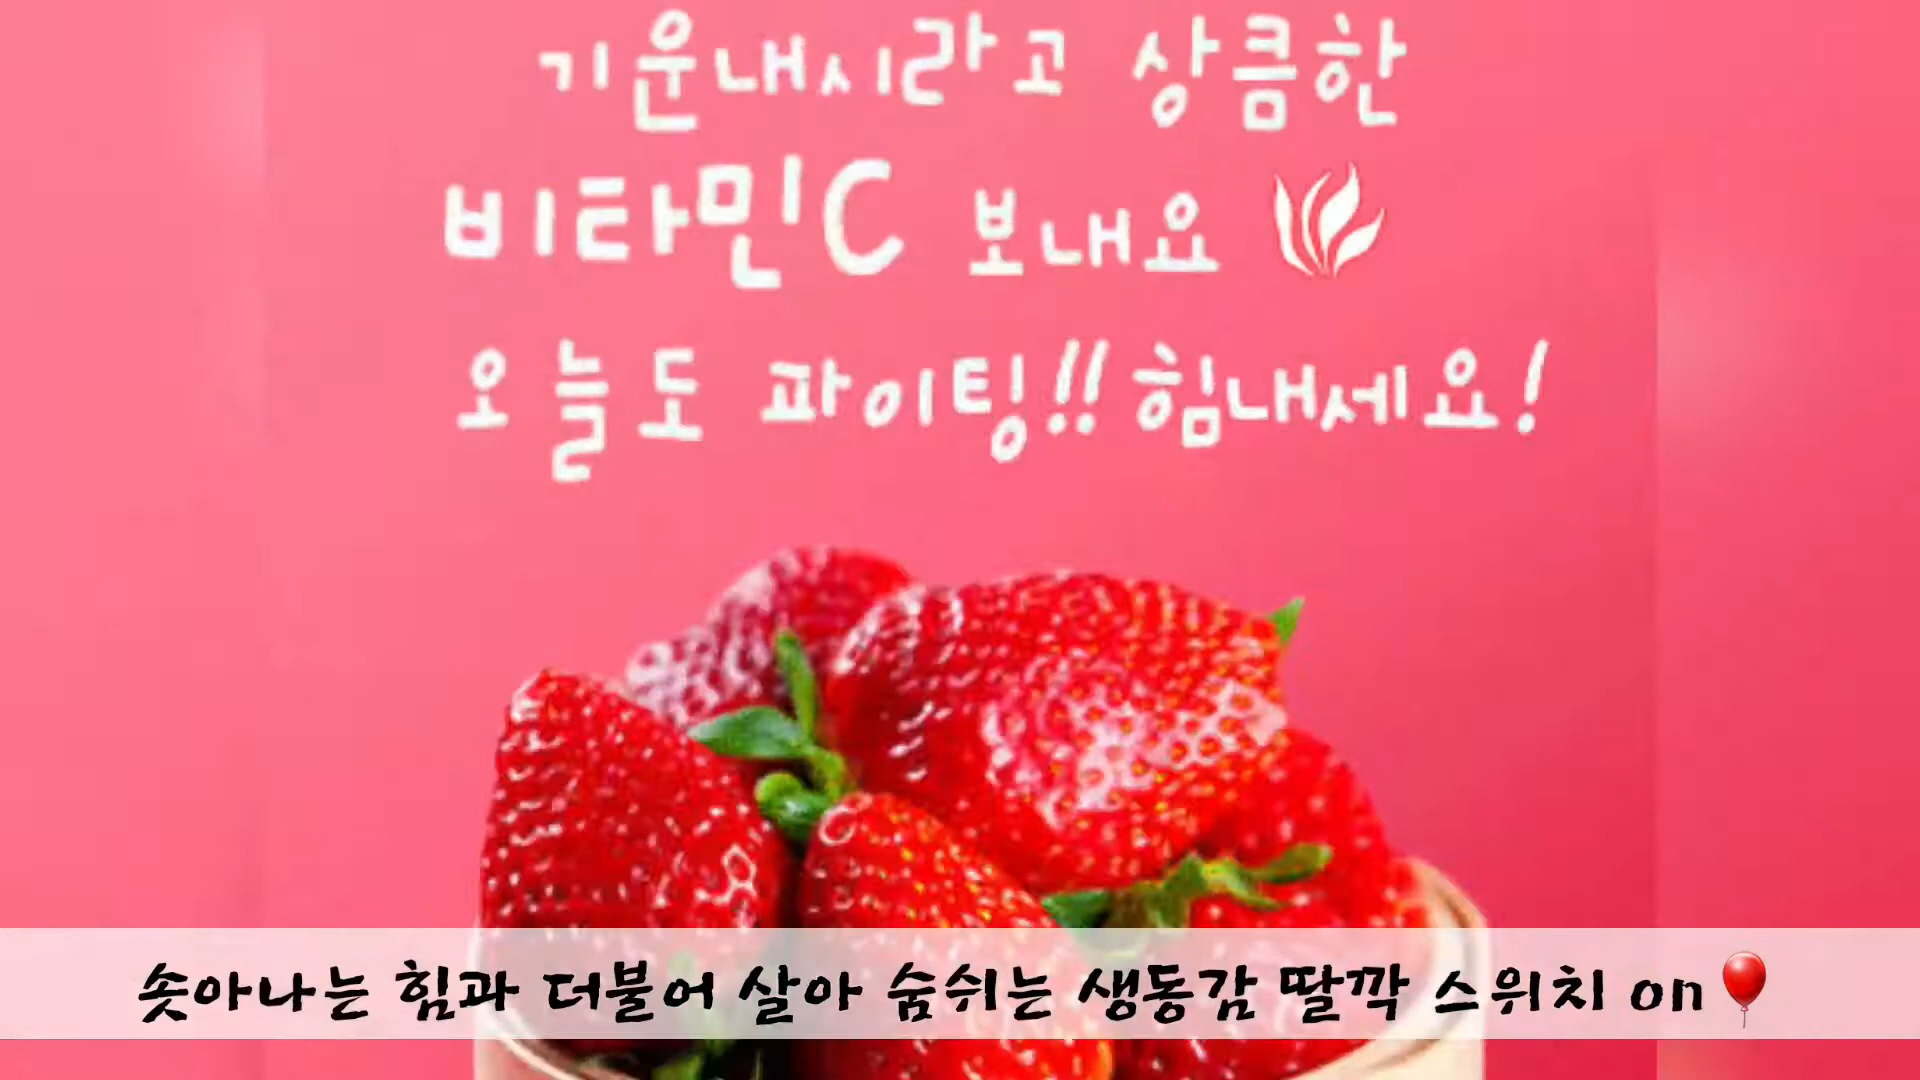 기운내시라고 상큼한
비타민C 보내요
오늘도 파이팅!! 힘내세요!
솟아나는 힘과 더불어 살아 숨쉬는 생동감 딸깍 스위치 on🎈